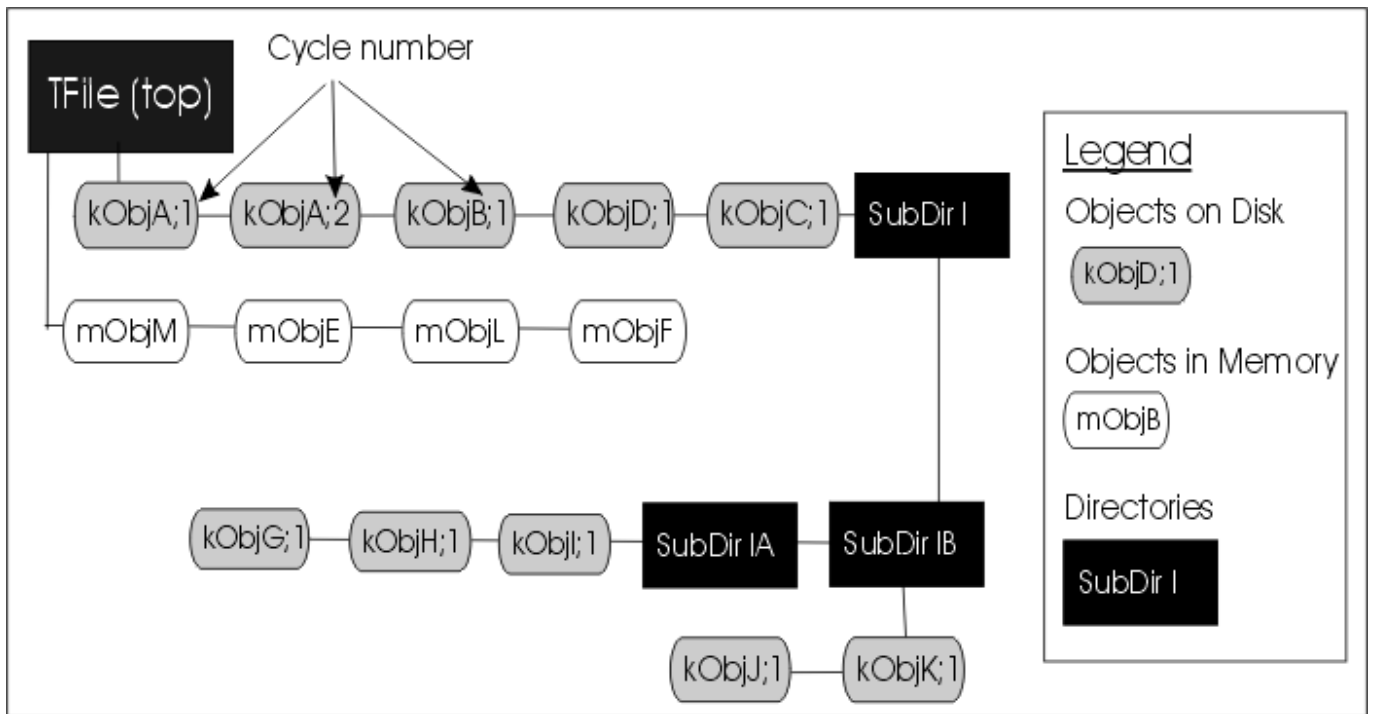 Cycle number
TFile (top)
kObjA;1
kObjA;2
kObjB;1
kObjD;1
kObjC;1
SubDir I
mObjM
mObjE
mObjL
mObjF
kObjG;1
kObjH;1
kObjI;1
SubDir IA
SubDir IB
kObjJ;1
kObjK;1
Legend
Objects on Disk
kObjD;1
Objects in Memory
mObjB
Directories
SubDir I